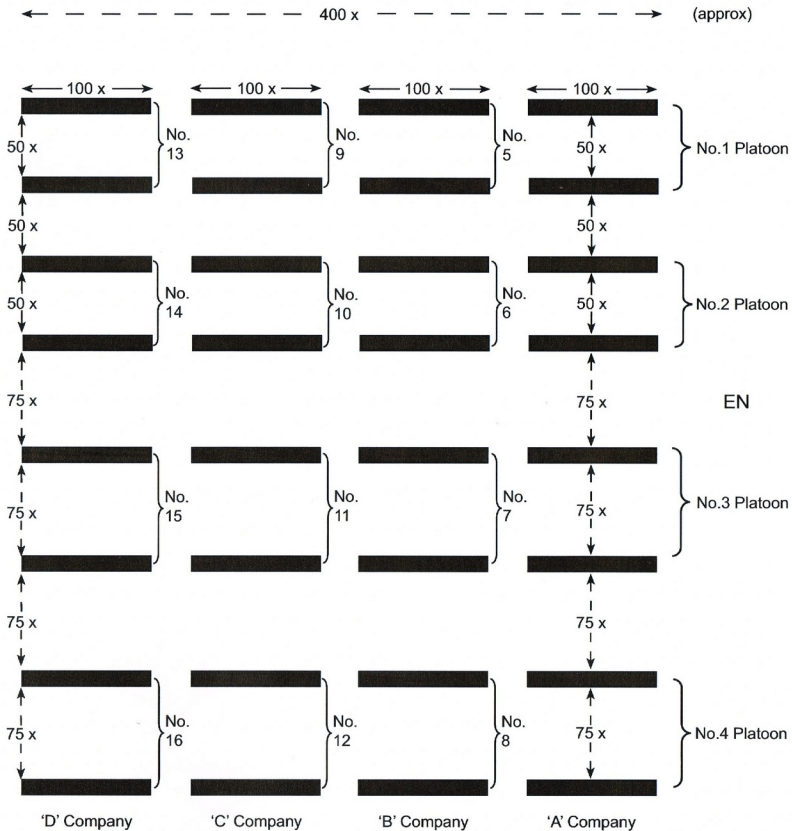 400 x (approx)
100 x 100 x 100 x 100 x
50 x No. 13 No. 9 No. 5 50 x No.1 Platoon
50 x 50 x
50 x No. 14 No. 10 No. 6 50 x No.2 Platoon
75 x 75 x EN
75 x No. 15 No. 11 No. 7 75 x No.3 Platoon
75 x 75 x
75 x No. 16 No. 12 No. 8 75 x No.4 Platoon
'D' Company 'C' Company 'B' Company 'A' Company